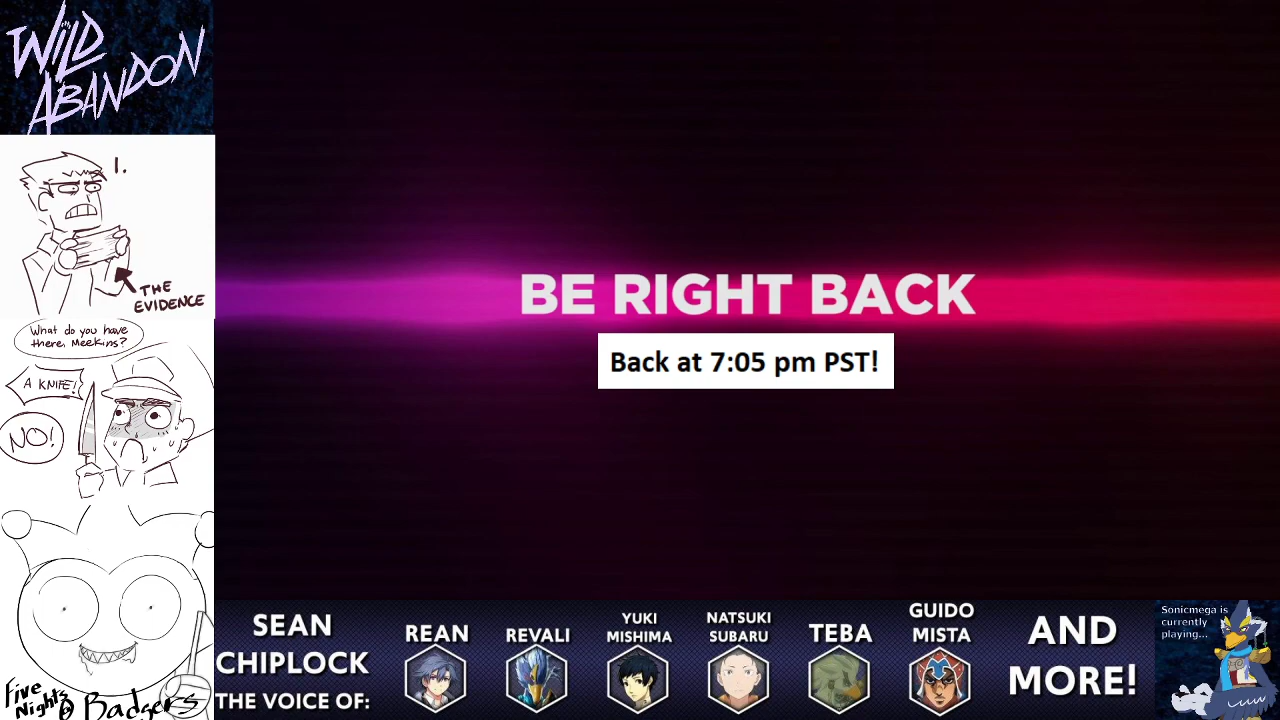 WILD
ABANDON
1.
THE
EVIDENCE
What do you have
there, Meekins?
A KNIFE!
NO!
Five
Nights
@ Badgers
BE RIGHT BACK
Back at 7:05 pm PST!
SEAN
CHIPLOCK
THE VOICE OF:
REAN
REVALI
YUKI
MISHIMA
NATSUKI
SUBARU
TEBA
GUIDO
MISTA
AND
MORE!
Sonicmega is
currently
playing...